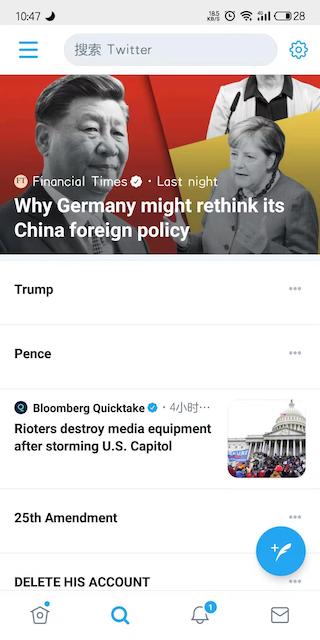 10:47
18.5
KB/S
4G
28
搜索 Twitter
FT Financial Times · Last night
Why Germany might rethink its
China foreign policy
Trump
Pence
Bloomberg Quicktake · 4小时···
Rioters destroy media equipment
after storming U.S. Capitol
25th Amendment
DELETE HIS ACCOUNT
1